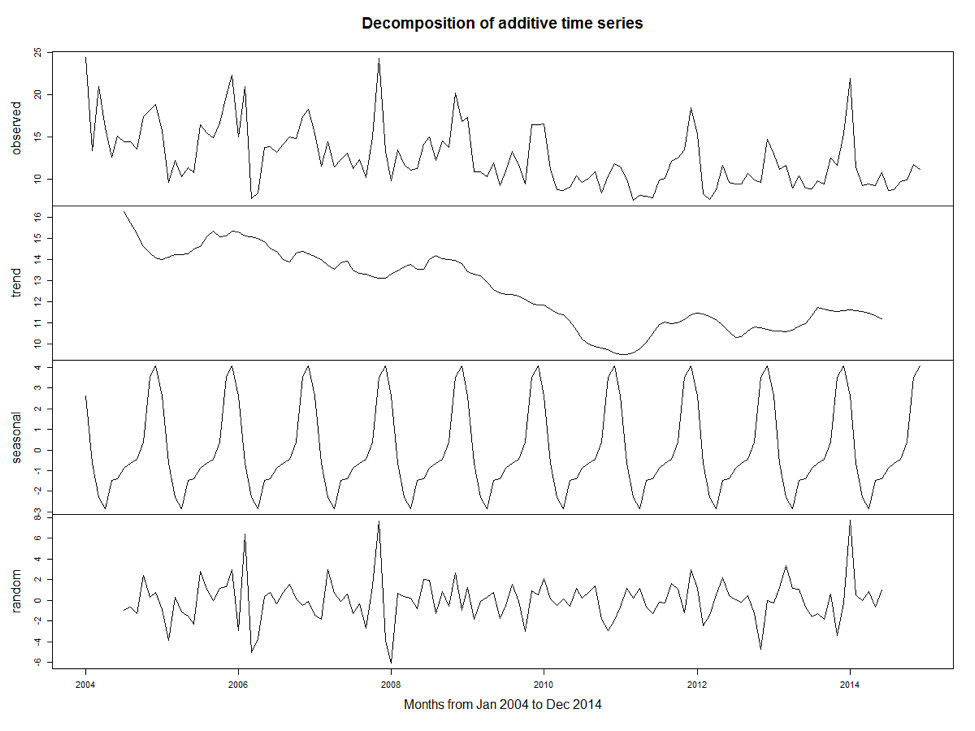 Decomposition of additive time series
observed
10 15 20 25
trend
10 11 12 13 14 15 16
seasonal
-3 -2 -1 0 1 2 3 4
random
-6 -4 -2 0 2 4 6 8
2004 2006 2008 2010 2012 2014
Months from Jan 2004 to Dec 2014